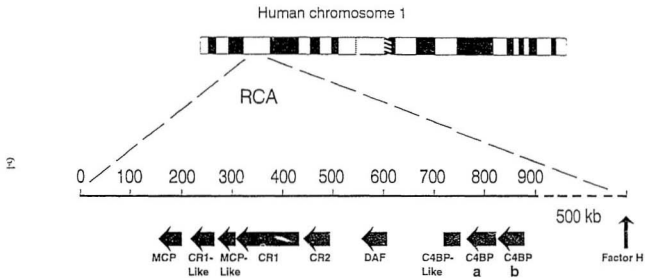 Human chromosome 1
RCA
0 100 200 300 400 500 600 700 800 900
500 kb
MCP CR1-Like MCP-Like CR1 CR2 DAF C4BP-Like C4BP a C4BP b Factor H